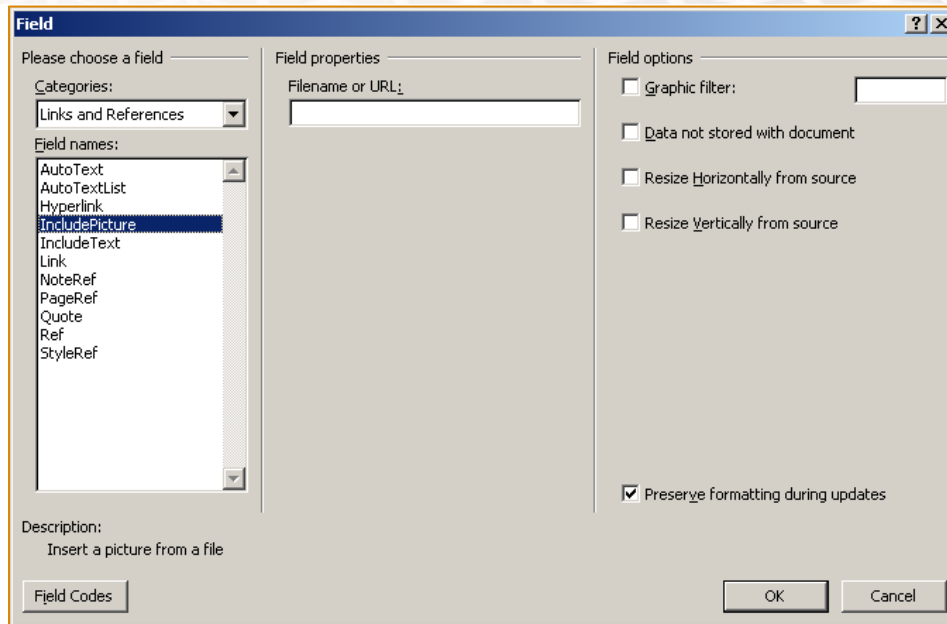 Field
Please choose a field
Categories:
Links and References
Field names:
AutoText
AutoTextList
Hyperlink
IncludePicture
IncludeText
Link
NoteRef
PageRef
Quote
Ref
StyleRef
Description:
Insert a picture from a file
Field Codes
Field properties
Filename or URL:
Field options
Graphic filter:
Data not stored with document
Resize Horizontally from source
Resize Vertically from source
Preserve formatting during updates
OK
Cancel